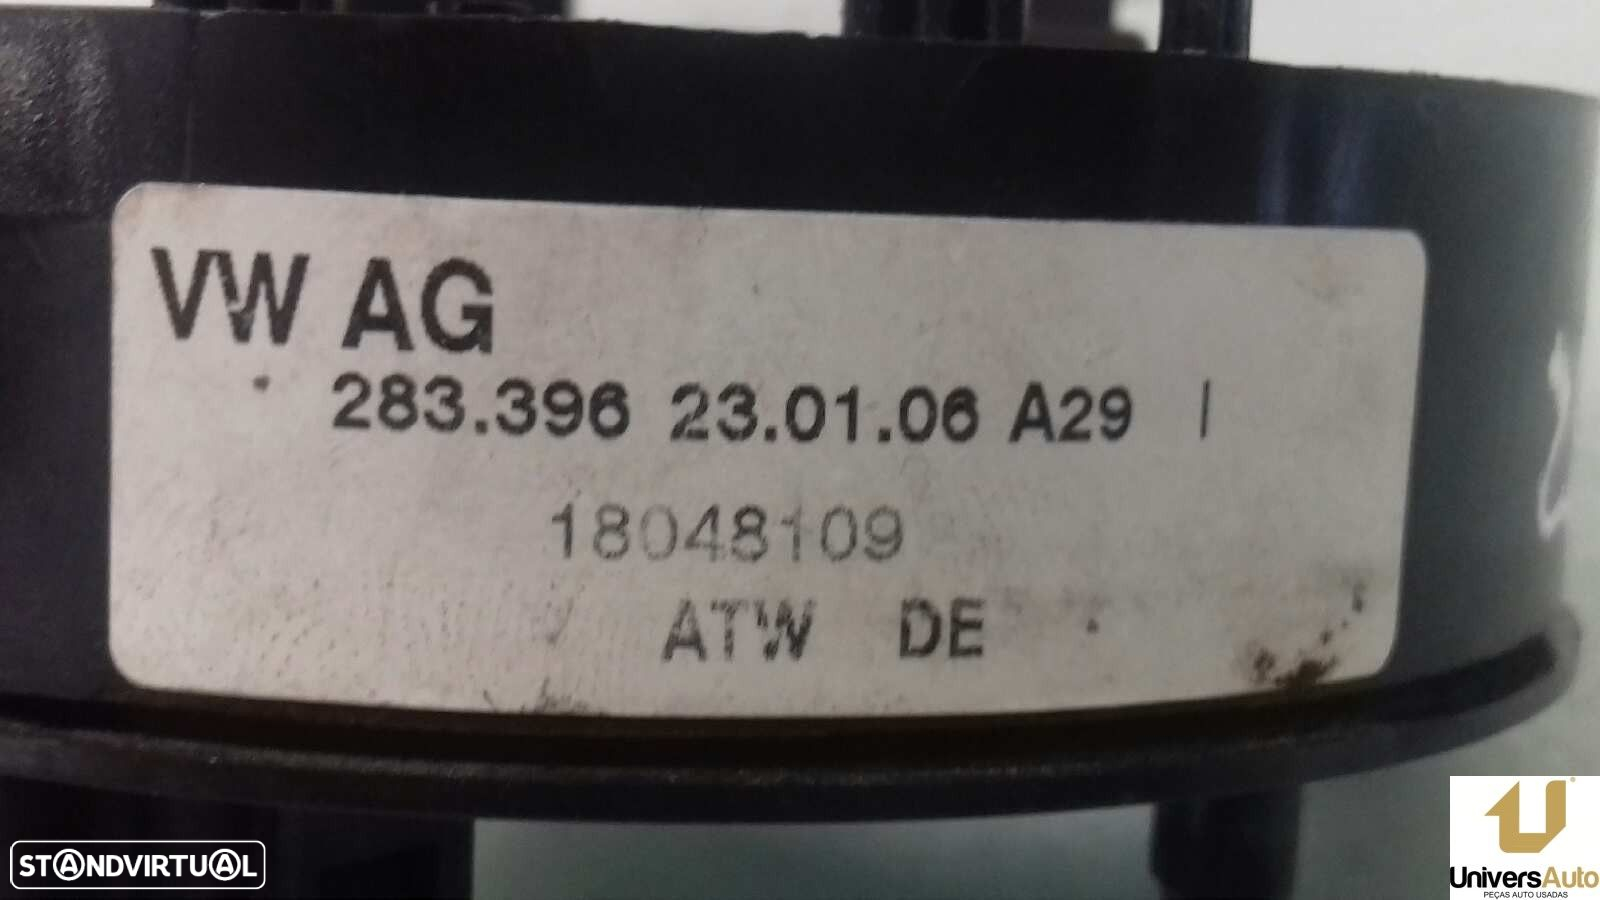 VW AG
283.396 23.01.06 A29 I
18048109
ATW DE
STANDVIRTUAL
UniversAuto
PEÇAS AUTO USADAS